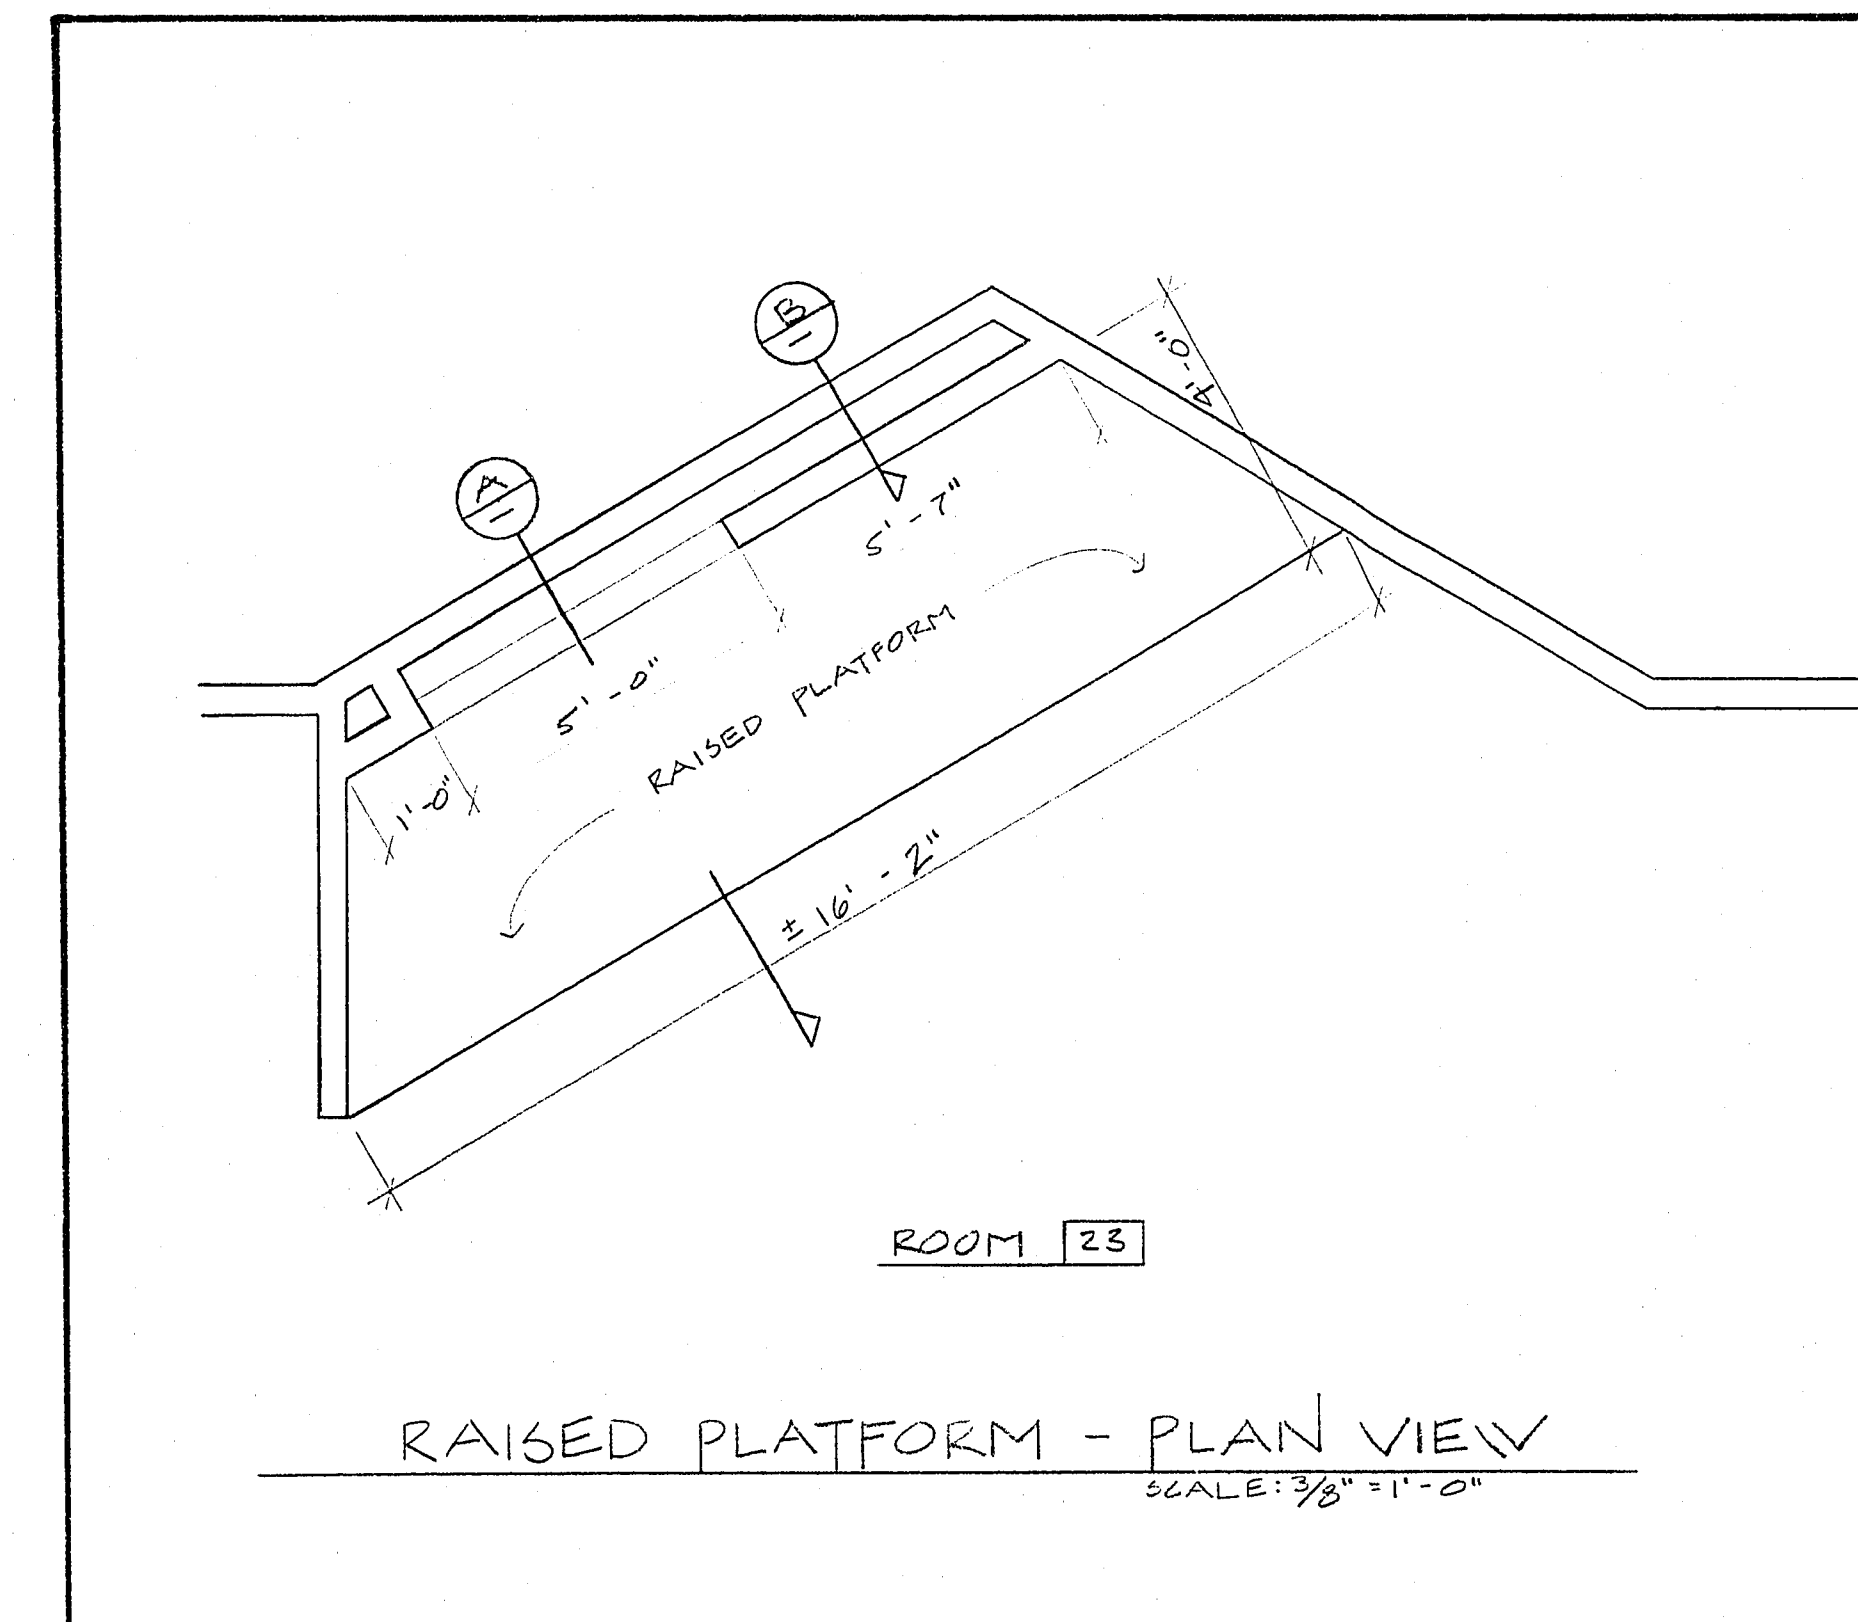 B
A
4'-0"
5'-7"
5'-0"
RAISED PLATFORM
1'-0"
± 16'-2"
ROOM 23
RAISED PLATFORM - PLAN VIEW
SCALE: 3/8" = 1'-0"